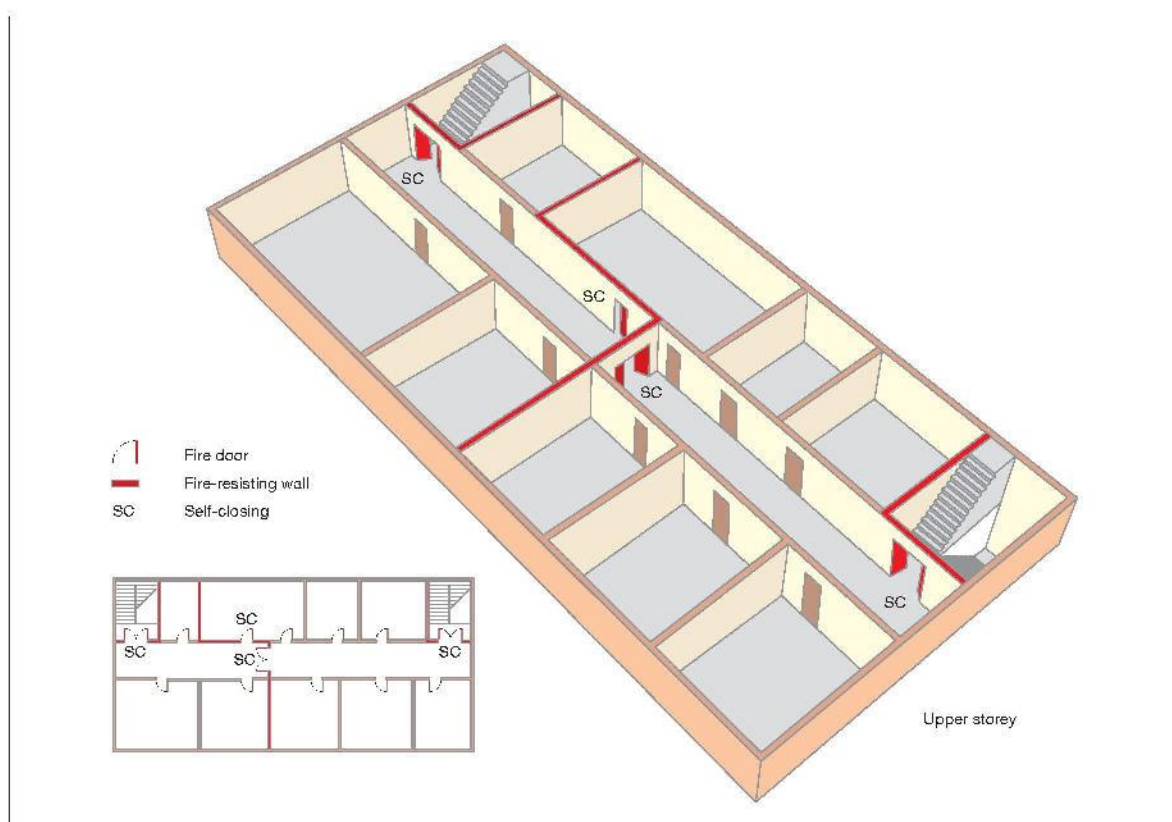 SC
SC
SC
SC
Fire door
Fire-resisting wall
SC Self-closing
SC
SC
SC
SC
Upper storey